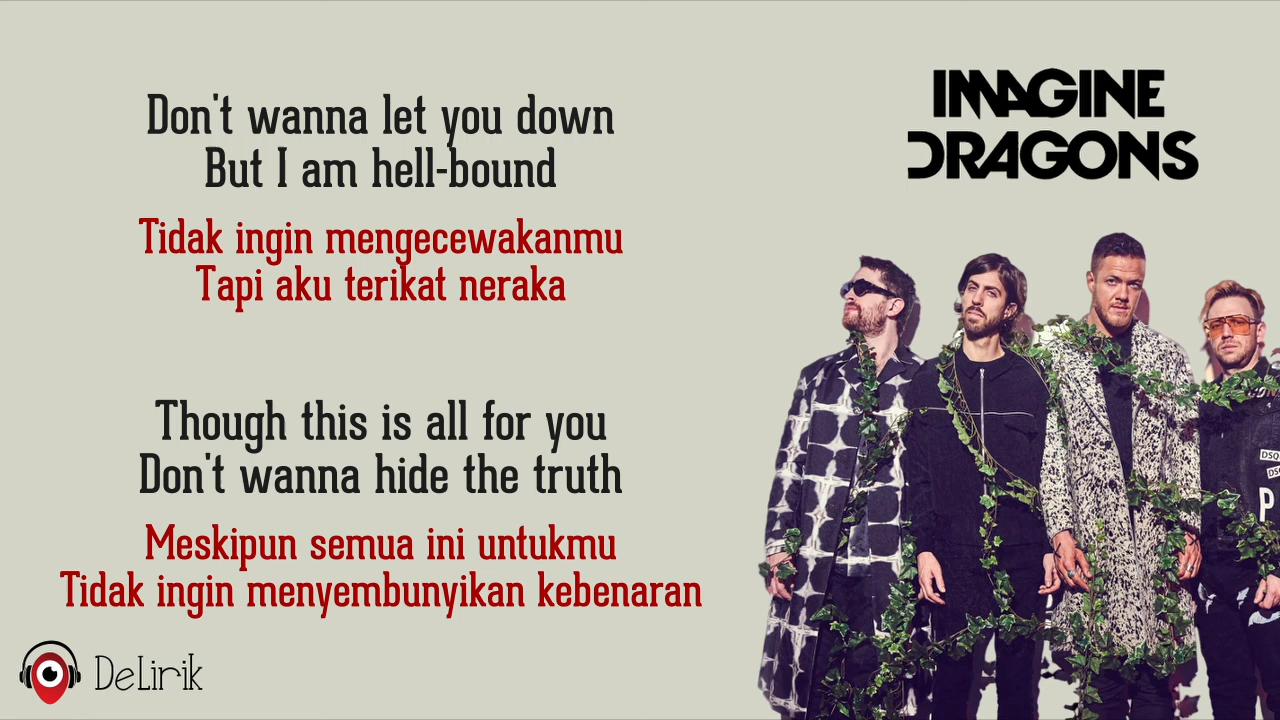 IMAGINE
DRAGONS
Don't wanna let you down
But I am hell-bound
Tidak ingin mengecewakanmu
Tapi aku terikat neraka
Though this is all for you
Don't wanna hide the truth
Meskipun semua ini untukmu
Tidak ingin menyembunyikan kebenaran
DeLirik